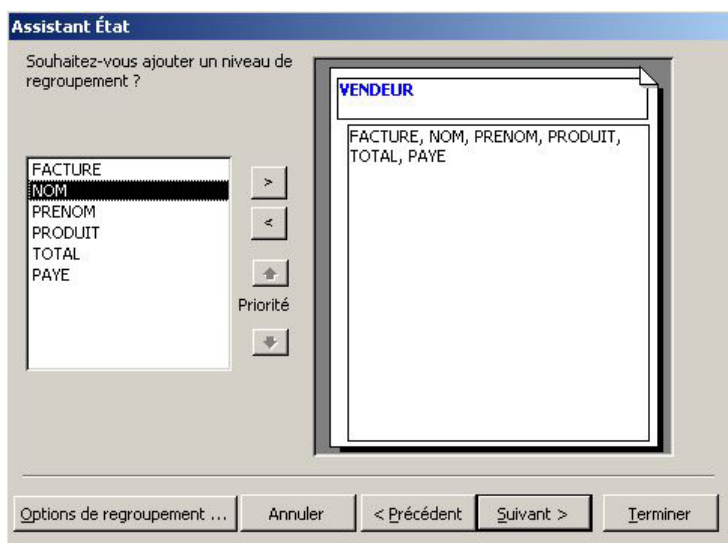 Assistant État
Souhaitez-vous ajouter un niveau de
regroupement ?
FACTURE
NOM
PRENOM
PRODUIT
TOTAL
PAYE
>
<
Priorité
VENDEUR
FACTURE, NOM, PRENOM, PRODUIT,
TOTAL, PAYE
Options de regroupement ...
Annuler
< Précédent
Suivant >
Terminer